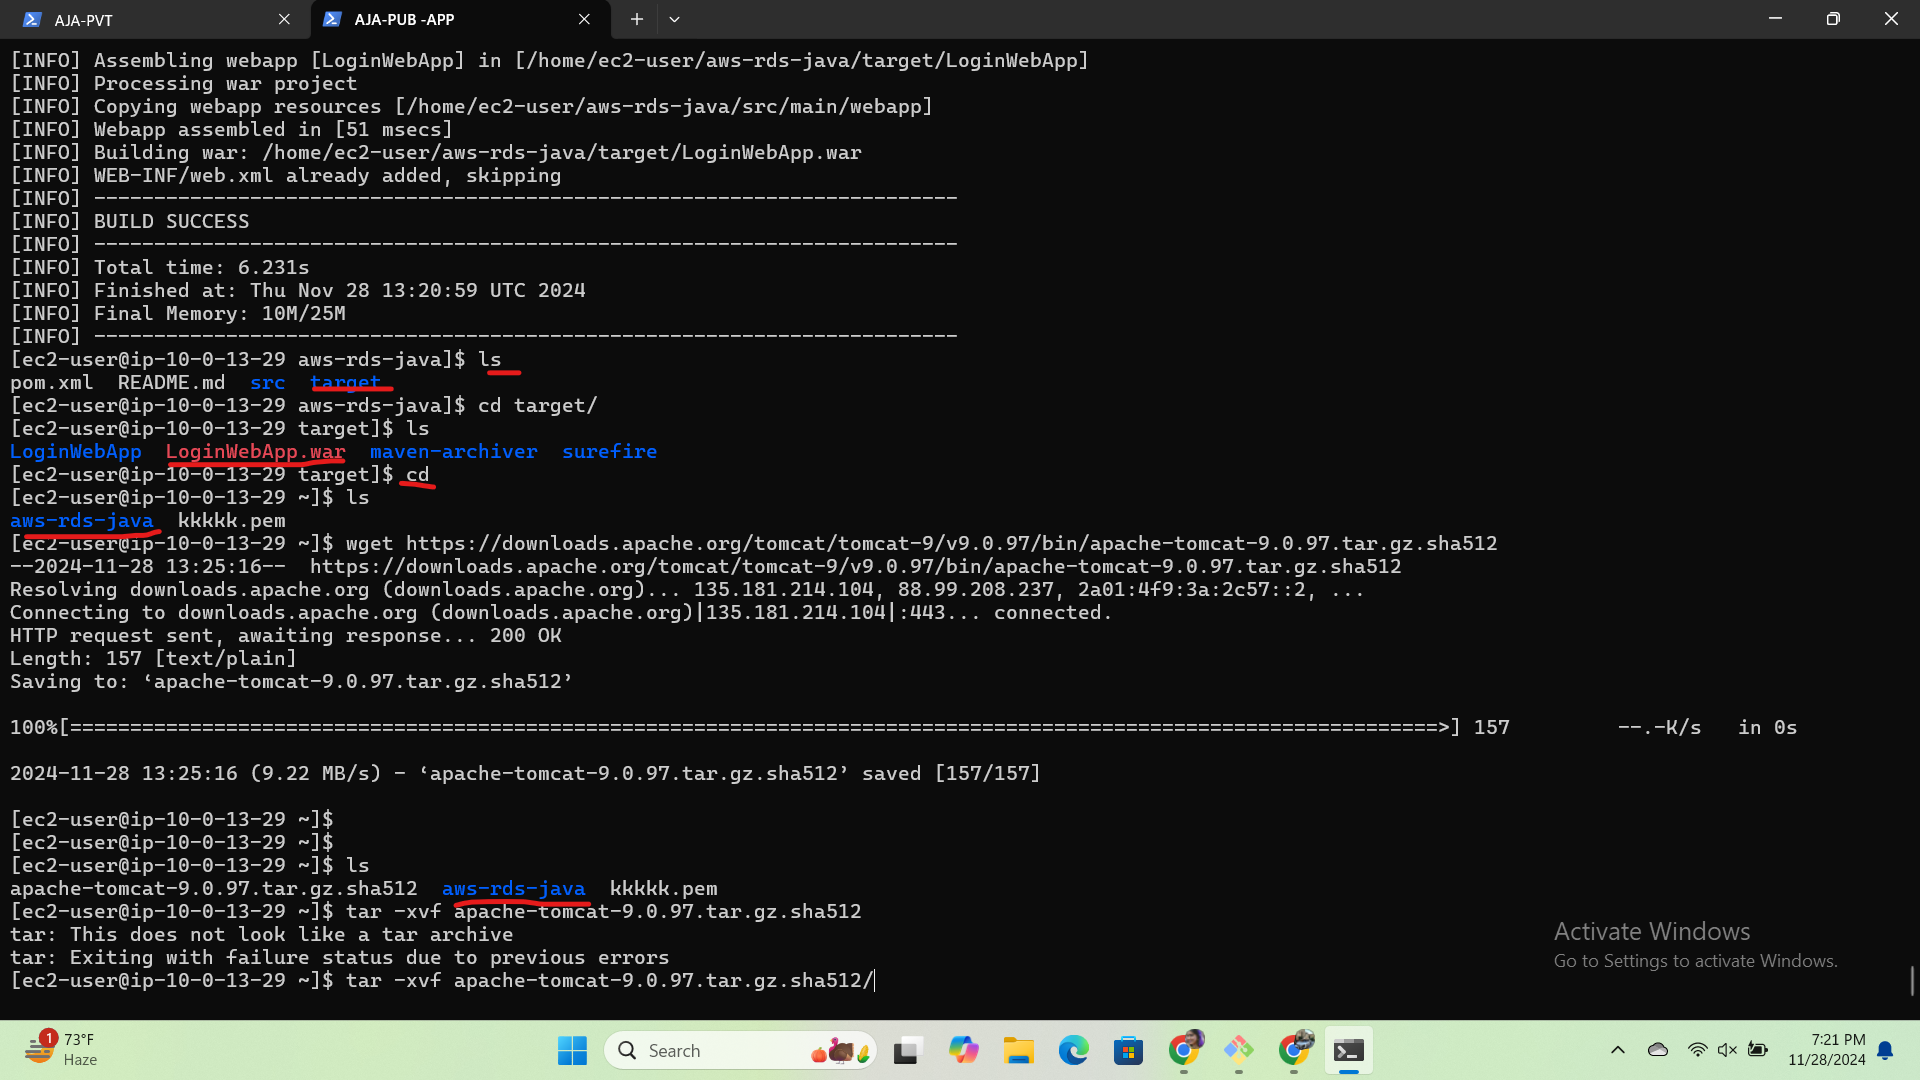 AJA-PVT
AJA-PUB -APP
[INFO] Assembling webapp [LoginWebApp] in [/home/ec2-user/aws-rds-java/target/LoginWebApp]
[INFO] Processing war project
[INFO] Copying webapp resources [/home/ec2-user/aws-rds-java/src/main/webapp]
[INFO] Webapp assembled in [51 msecs]
[INFO] Building war: /home/ec2-user/aws-rds-java/target/LoginWebApp.war
[INFO] WEB-INF/web.xml already added, skipping
[INFO] ------------------------------------------------------------------------
[INFO] BUILD SUCCESS
[INFO] ------------------------------------------------------------------------
[INFO] Total time: 6.231s
[INFO] Finished at: Thu Nov 28 13:20:59 UTC 2024
[INFO] Final Memory: 10M/25M
[INFO] ------------------------------------------------------------------------
[ec2-user@ip-10-0-13-29 aws-rds-java]$ ls
pom.xml  README.md  src  target
[ec2-user@ip-10-0-13-29 aws-rds-java]$ cd target/
[ec2-user@ip-10-0-13-29 target]$ ls
LoginWebApp  LoginWebApp.war  maven-archiver  surefire
[ec2-user@ip-10-0-13-29 target]$ cd
[ec2-user@ip-10-0-13-29 ~]$ ls
aws-rds-java  kkkkk.pem
[ec2-user@ip-10-0-13-29 ~]$ wget https://downloads.apache.org/tomcat/tomcat-9/v9.0.97/bin/apache-tomcat-9.0.97.tar.gz.sha512
--2024-11-28 13:25:16--  https://downloads.apache.org/tomcat/tomcat-9/v9.0.97/bin/apache-tomcat-9.0.97.tar.gz.sha512
Resolving downloads.apache.org (downloads.apache.org)... 135.181.214.104, 88.99.208.237, 2a01:4f9:3a:2c57::2, ...
Connecting to downloads.apache.org (downloads.apache.org)|135.181.214.104|:443... connected.
HTTP request sent, awaiting response... 200 OK
Length: 157 [text/plain]
Saving to: ‘apache-tomcat-9.0.97.tar.gz.sha512’
100%[==================================================================================================================>] 157         --.-K/s   in 0s
2024-11-28 13:25:16 (9.22 MB/s) - ‘apache-tomcat-9.0.97.tar.gz.sha512’ saved [157/157]
[ec2-user@ip-10-0-13-29 ~]$
[ec2-user@ip-10-0-13-29 ~]$
[ec2-user@ip-10-0-13-29 ~]$ ls
apache-tomcat-9.0.97.tar.gz.sha512  aws-rds-java  kkkkk.pem
[ec2-user@ip-10-0-13-29 ~]$ tar -xvf apache-tomcat-9.0.97.tar.gz.sha512
tar: This does not look like a tar archive
tar: Exiting with failure status due to previous errors
[ec2-user@ip-10-0-13-29 ~]$ tar -xvf apache-tomcat-9.0.97.tar.gz.sha512/
Activate Windows
Go to Settings to activate Windows.
1
73°F
Haze
Search
7:21 PM
11/28/2024